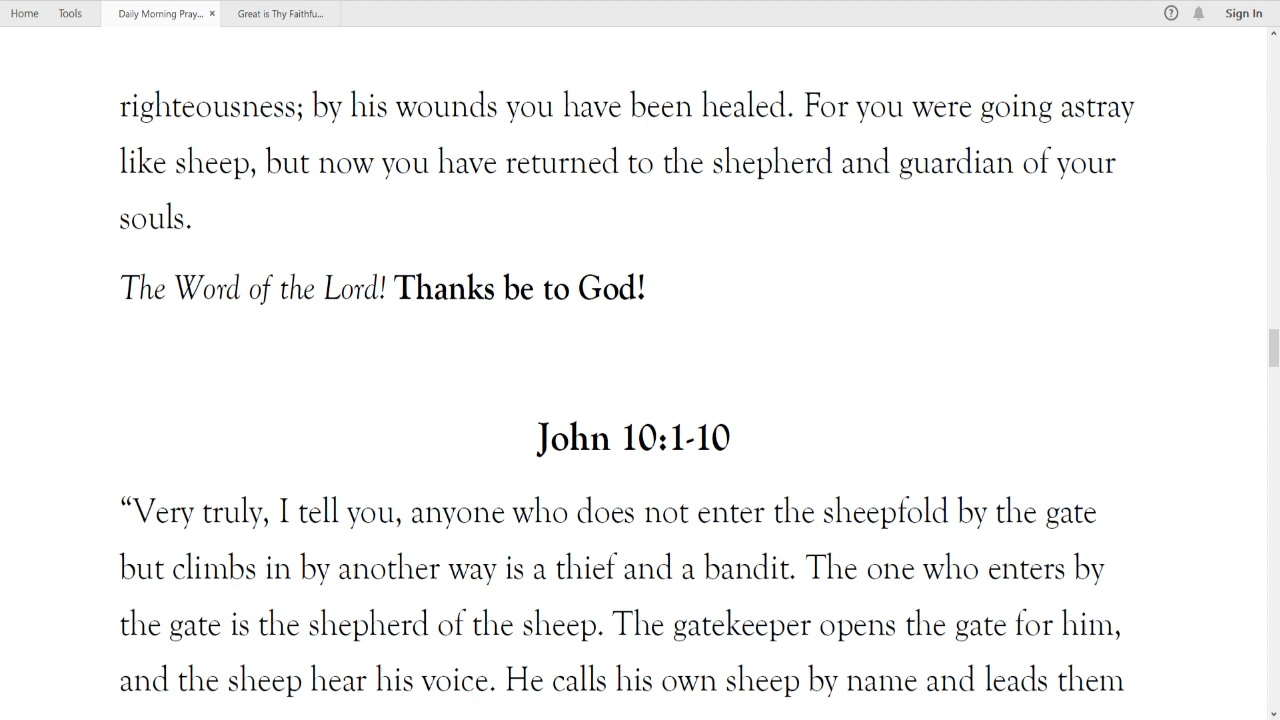 Home Tools Daily Morning Pray... × Great is Thy Faithfu... ? Sign In
righteousness; by his wounds you have been healed. For you were going astray
like sheep, but now you have returned to the shepherd and guardian of your
souls.
The Word of the Lord! Thanks be to God!
John 10:1-10
“Very truly, I tell you, anyone who does not enter the sheepfold by the gate
but climbs in by another way is a thief and a bandit. The one who enters by
the gate is the shepherd of the sheep. The gatekeeper opens the gate for him,
and the sheep hear his voice. He calls his own sheep by name and leads them